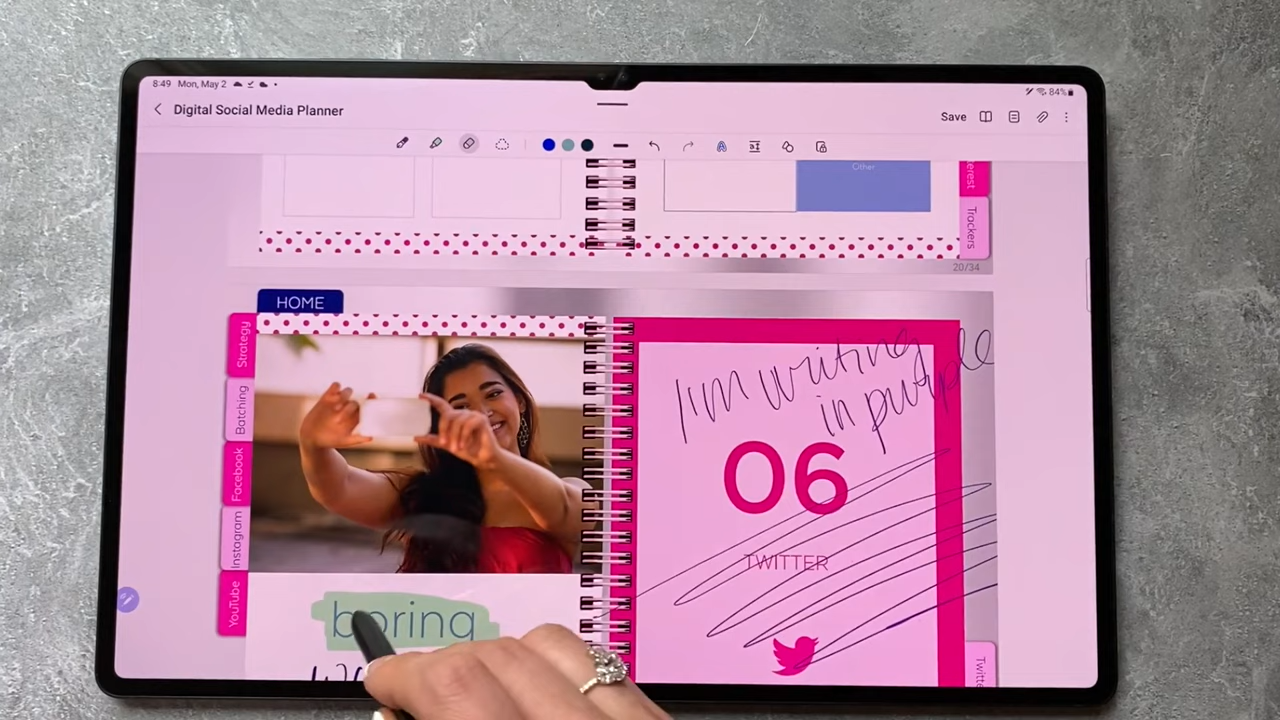 8:49 Mon, May 2
84%
Digital Social Media Planner
Save
Other
Trackers
20/34
HOME
Strategy
Batching
Facebook
Instagram
YouTube
I'm writing
in purple
06
TWITTER
boring